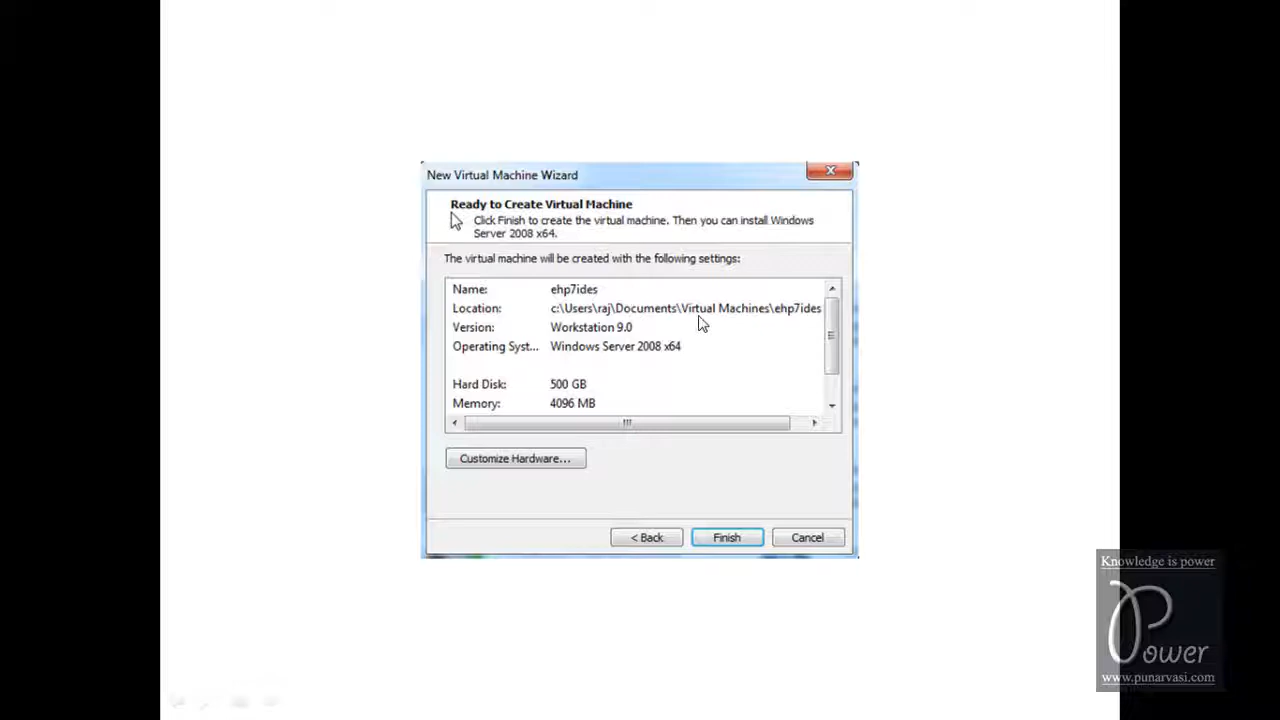 New Virtual Machine Wizard
Ready to Create Virtual Machine
Click Finish to create the virtual machine. Then you can install Windows
Server 2008 x64.
The virtual machine will be created with the following settings:
Name: ehp7ides
Location: c:\Users\raj\Documents\Virtual Machines\ehp7ides
Version: Workstation 9.0
Operating Syst... Windows Server 2008 x64
Hard Disk: 500 GB
Memory: 4096 MB
Customize Hardware...
< Back Finish Cancel
Knowledge is power
Power
www.punarvasi.com